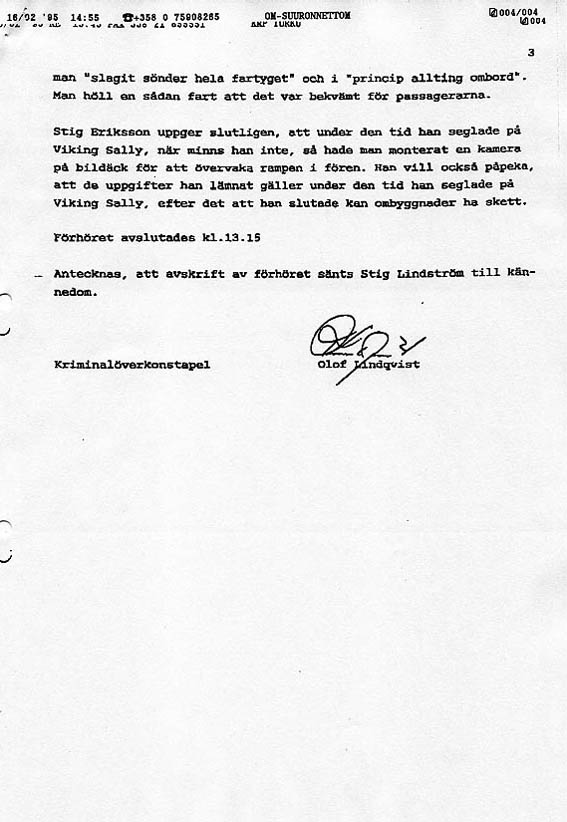 16/02 '95 14:55 ☎+358 0 75908265 OM-SUURONNETTOM 004/004
KRP TURKU 004
3
man "slagit sönder hela fartyget" och i "princip allting ombord".
Man höll en sådan fart att det var bekvämt för passagerarna.
Stig Eriksson uppger slutligen, att under den tid han seglade på
Viking Sally, när minns han inte, så hade man monterat en kamera
på bildäck för att övervaka rampen i fören. Han vill också påpeka,
att de uppgifter han lämnat gäller under den tid han seglade på
Viking Sally, efter det att han slutade kan ombyggnader ha skett.
Förhöret avslutades kl.13.15
– Antecknas, att avskrift av förhöret sänts Stig Lindström till kän-
nedom.
Kriminalöverkonstapel Olof Lindqvist